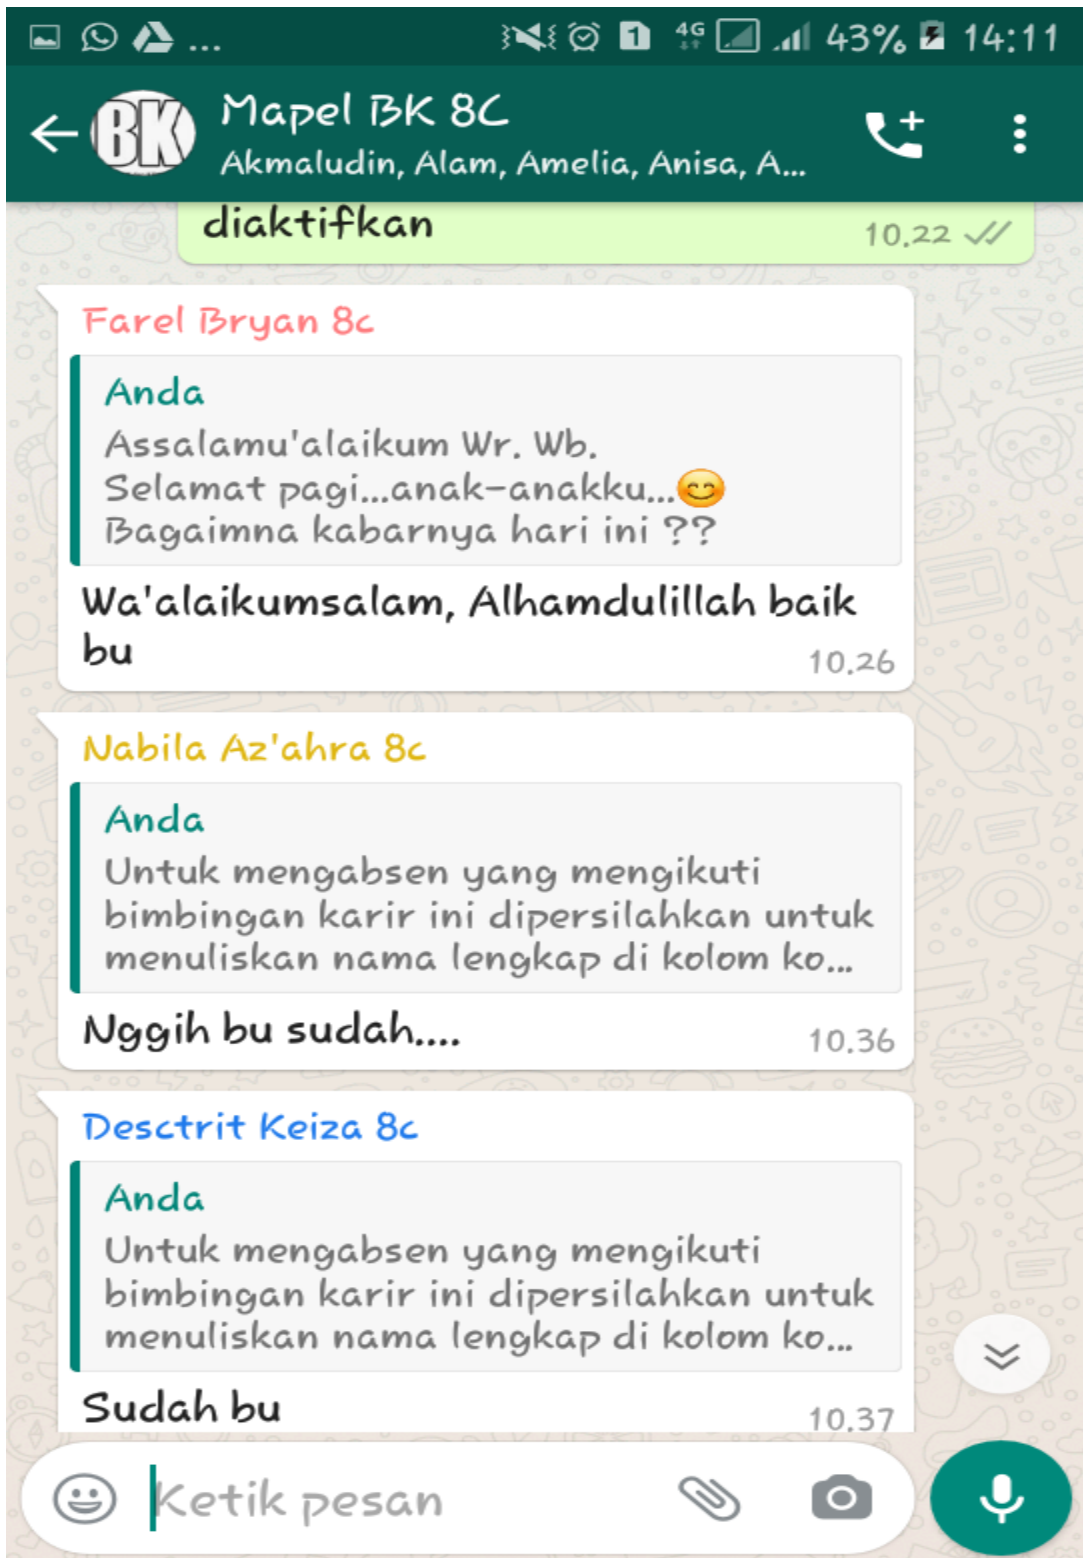 ... 1 4G 43% 14:11
BK Mapel BK 8C
Akmaludin, Alam, Amelia, Anisa, A...
diaktifkan 10.22
Farel Bryan 8c
Anda
Assalamu'alaikum Wr. Wb.
Selamat pagi...anak-anakku...😊
Bagaimna kabarnya hari ini ??
Wa'alaikumsalam, Alhamdulillah baik
bu 10.26
Nabila Az'ahra 8c
Anda
Untuk mengabsen yang mengikuti
bimbingan karir ini dipersilahkan untuk
menuliskan nama lengkap di kolom ko...
Nggih bu sudah.... 10.36
Desctrit Keiza 8c
Anda
Untuk mengabsen yang mengikuti
bimbingan karir ini dipersilahkan untuk
menuliskan nama lengkap di kolom ko...
Sudah bu 10.37
Ketik pesan